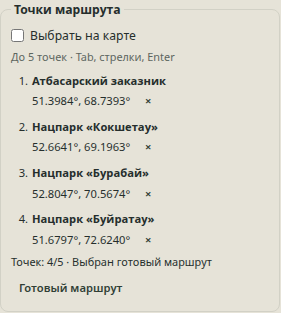 Точки маршрута
Выбрать на карте
До 5 точек · Tab, стрелки, Enter
1. Атбасарский заказник
51.3984°, 68.7393° ×
2. Нацпарк «Кокшетау»
52.6641°, 69.1963° ×
3. Нацпарк «Бурабай»
52.8047°, 70.5674° ×
4. Нацпарк «Буйратау»
51.6797°, 72.6240° ×
Точек: 4/5 · Выбран готовый маршрут
Готовый маршрут